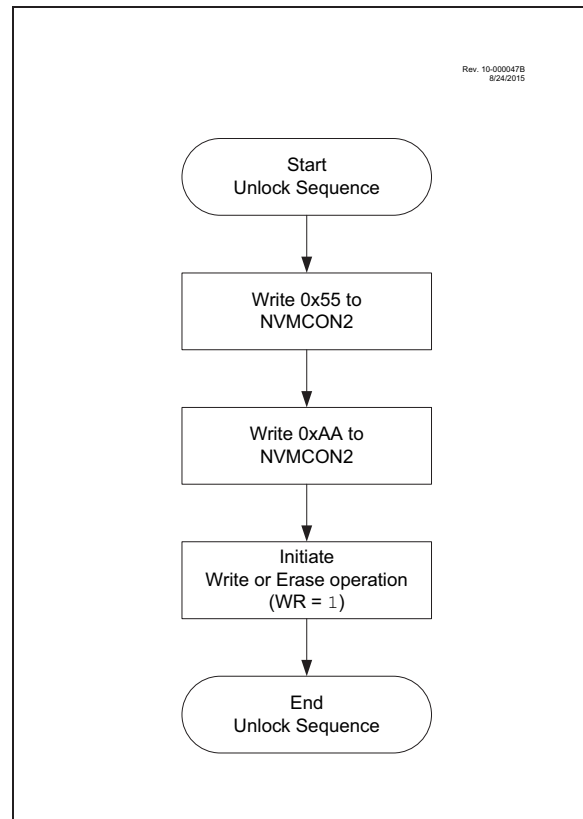 Rev. 10-000047B
8/24/2015
Start
Unlock Sequence
Write 0x55 to
NVMCON2
Write 0xAA to
NVMCON2
Initiate
Write or Erase operation
(WR = 1)
End
Unlock Sequence